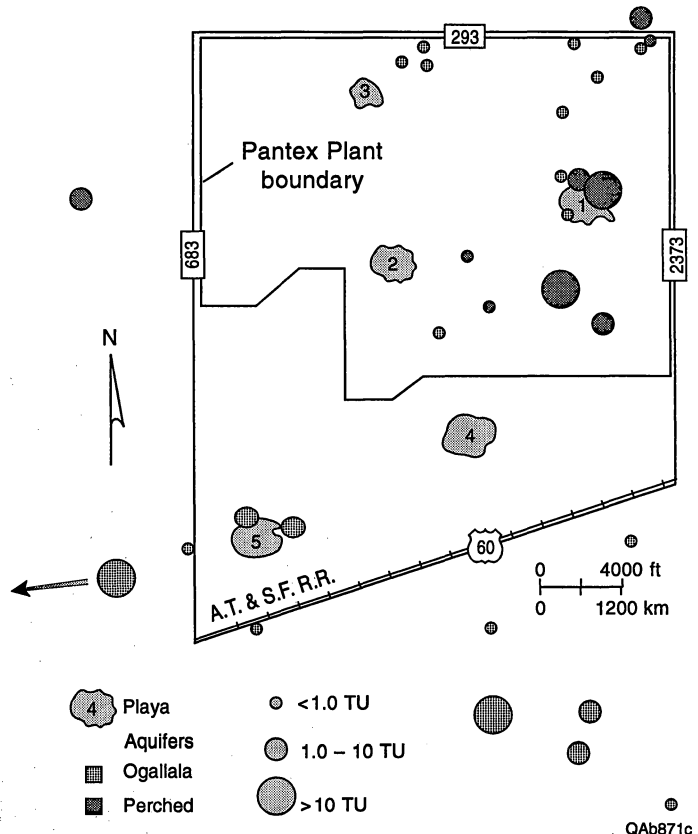 293
3
Pantex Plant
boundary
1
683
2
2373
N
4
5
60
A.T. & S.F. R.R.
0 4000 ft
0 1200 km
4 Playa
Aquifers
Ogallala
Perched
<1.0 TU
1.0 – 10 TU
>10 TU
QAb871c